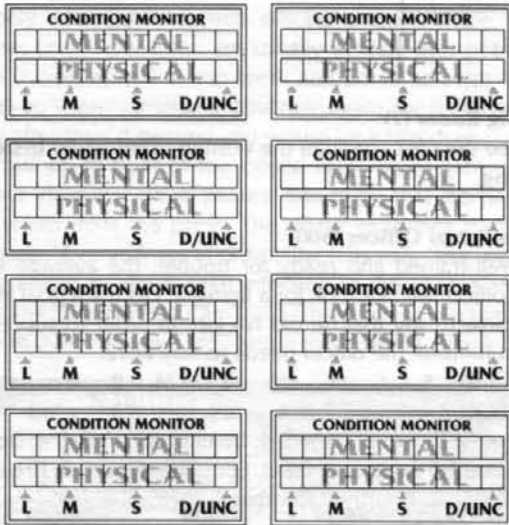 CONDITION MONITOR
MENTAL
PHYSICAL
L M S D/UNC
CONDITION MONITOR
MENTAL
PHYSICAL
L M S D/UNC
CONDITION MONITOR
MENTAL
PHYSICAL
L M S D/UNC
CONDITION MONITOR
MENTAL
PHYSICAL
L M S D/UNC
CONDITION MONITOR
MENTAL
PHYSICAL
L M S D/UNC
CONDITION MONITOR
MENTAL
PHYSICAL
L M S D/UNC
CONDITION MONITOR
MENTAL
PHYSICAL
L M S D/UNC
CONDITION MONITOR
MENTAL
PHYSICAL
L M S D/UNC